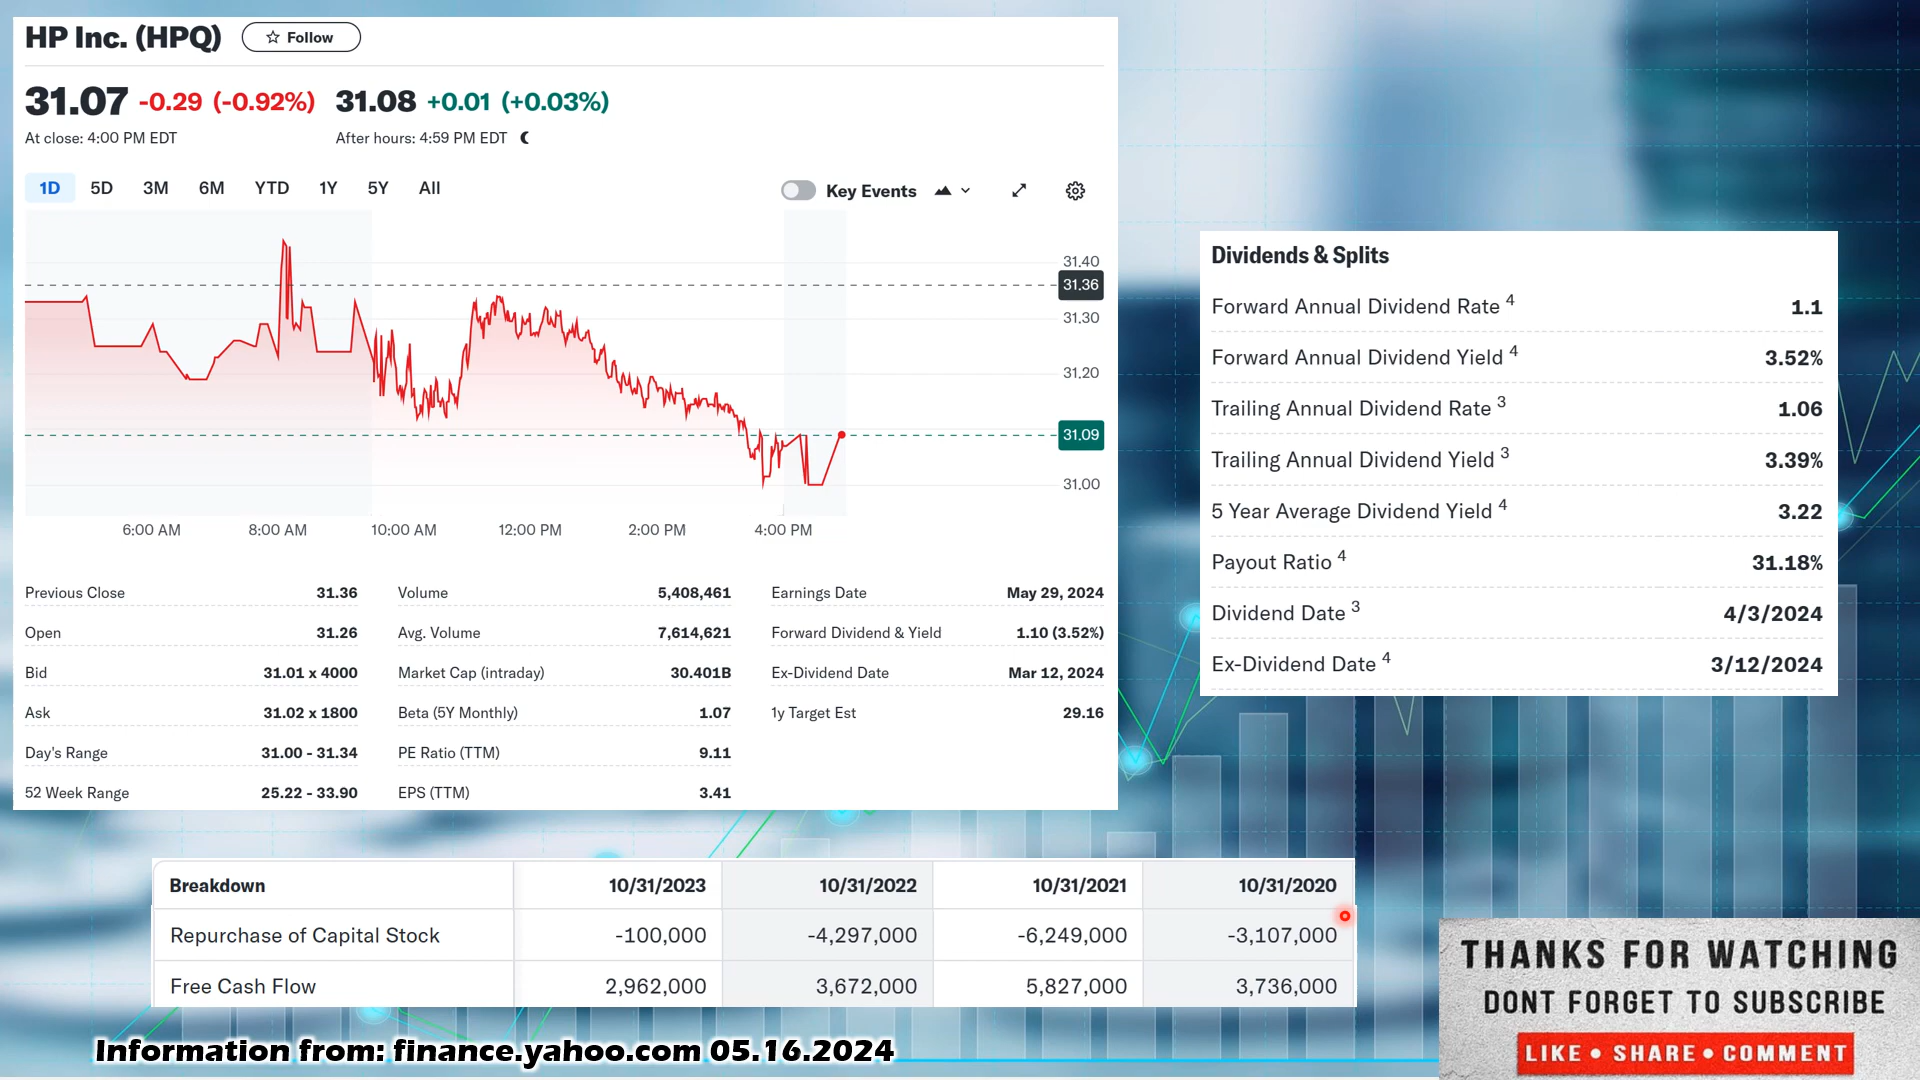 HP Inc. (HPQ) Follow
31.07 -0.29 (-0.92%) 31.08 +0.01 (+0.03%)
At close: 4:00 PM EDT After hours: 4:59 PM EDT
1D 5D 3M 6M YTD 1Y 5Y All Key Events
31.40
31.36
31.30
31.20
31.09
31.00
6:00 AM 8:00 AM 10:00 AM 12:00 PM 2:00 PM 4:00 PM
Previous Close 31.36 Volume 5,408,461 Earnings Date May 29, 2024
Open 31.26 Avg. Volume 7,614,621 Forward Dividend & Yield 1.10 (3.52%)
Bid 31.01 x 4000 Market Cap (intraday) 30.401B Ex-Dividend Date Mar 12, 2024
Ask 31.02 x 1800 Beta (5Y Monthly) 1.07 1y Target Est 29.16
Day's Range 31.00 - 31.34 PE Ratio (TTM) 9.11
52 Week Range 25.22 - 33.90 EPS (TTM) 3.41
Dividends & Splits
Forward Annual Dividend Rate 4 1.1
Forward Annual Dividend Yield 4 3.52%
Trailing Annual Dividend Rate 3 1.06
Trailing Annual Dividend Yield 3 3.39%
5 Year Average Dividend Yield 4 3.22
Payout Ratio 4 31.18%
Dividend Date 3 4/3/2024
Ex-Dividend Date 4 3/12/2024
Breakdown 10/31/2023 10/31/2022 10/31/2021 10/31/2020
Repurchase of Capital Stock -100,000 -4,297,000 -6,249,000 -3,107,000
Free Cash Flow 2,962,000 3,672,000 5,827,000 3,736,000
Information from: finance.yahoo.com 05.16.2024
THANKS FOR WATCHING
DONT FORGET TO SUBSCRIBE
LIKE • SHARE • COMMENT